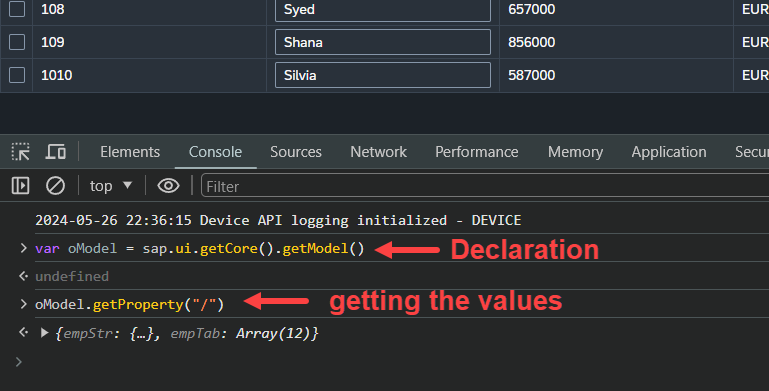 108 Syed 657000 EUR
109 Shana 856000 EUR
1010 Silvia 587000 EUR
Elements Console Sources Network Performance Memory Application Secu
top Filter
2024-05-26 22:36:15 Device API logging initialized - DEVICE
> var oModel = sap.ui.getCore().getModel() Declaration
undefined
> oModel.getProperty("/") getting the values
{empStr: {…}, empTab: Array(12)}
>